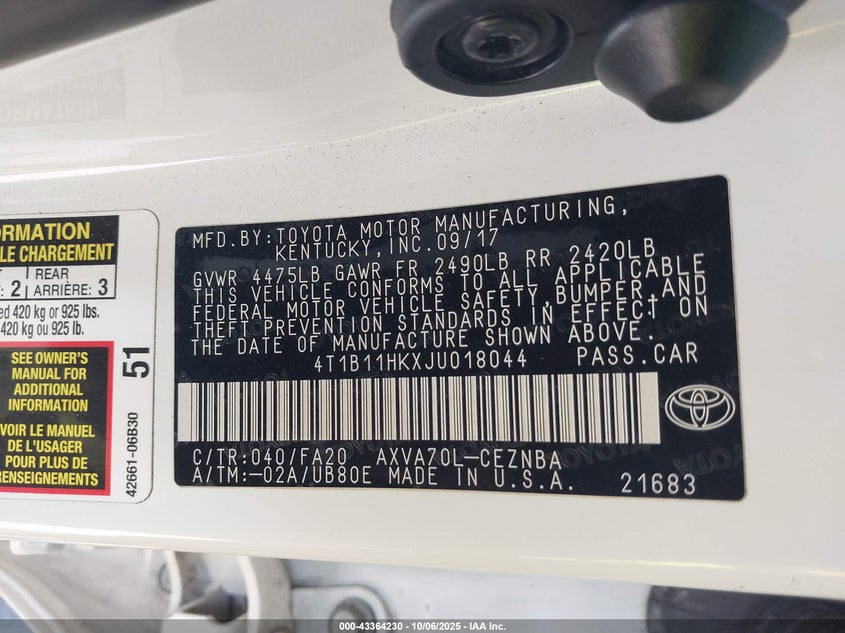 ORMATION
LE CHARGEMENT
2
REAR
ARRIÈRE: 3
ed 420 kg or 925 lbs.
420 kg ou 925 lb.
SEE OWNER'S
MANUAL FOR
ADDITIONAL
INFORMATION
VOIR LE MANUEL
DE L'USAGER
POUR PLUS DE
RENSEIGNEMENTS
51
42661-06B30
MFD. BY: TOYOTA MOTOR MANUFACTURING,
KENTUCKY, INC. 09/17
GVWR 4475LB GAWR FR 2490LB RR 2420LB
THIS VEHICLE CONFORMS TO ALL APPLICABLE
FEDERAL MOTOR VEHICLE SAFETY, BUMPER, AND
THEFT PREVENTION STANDARDS IN EFFECT ON
THE DATE OF MANUFACTURE SHOWN ABOVE.
4T1B11HKXJU018044 PASS.CAR
C/TR:040/FA20 AXVA70L-CEZNBA
A/TM:-02A/UB80E MADE IN U.S.A. 21683
000-43364230 - 10/06/2025 - IAA Inc.